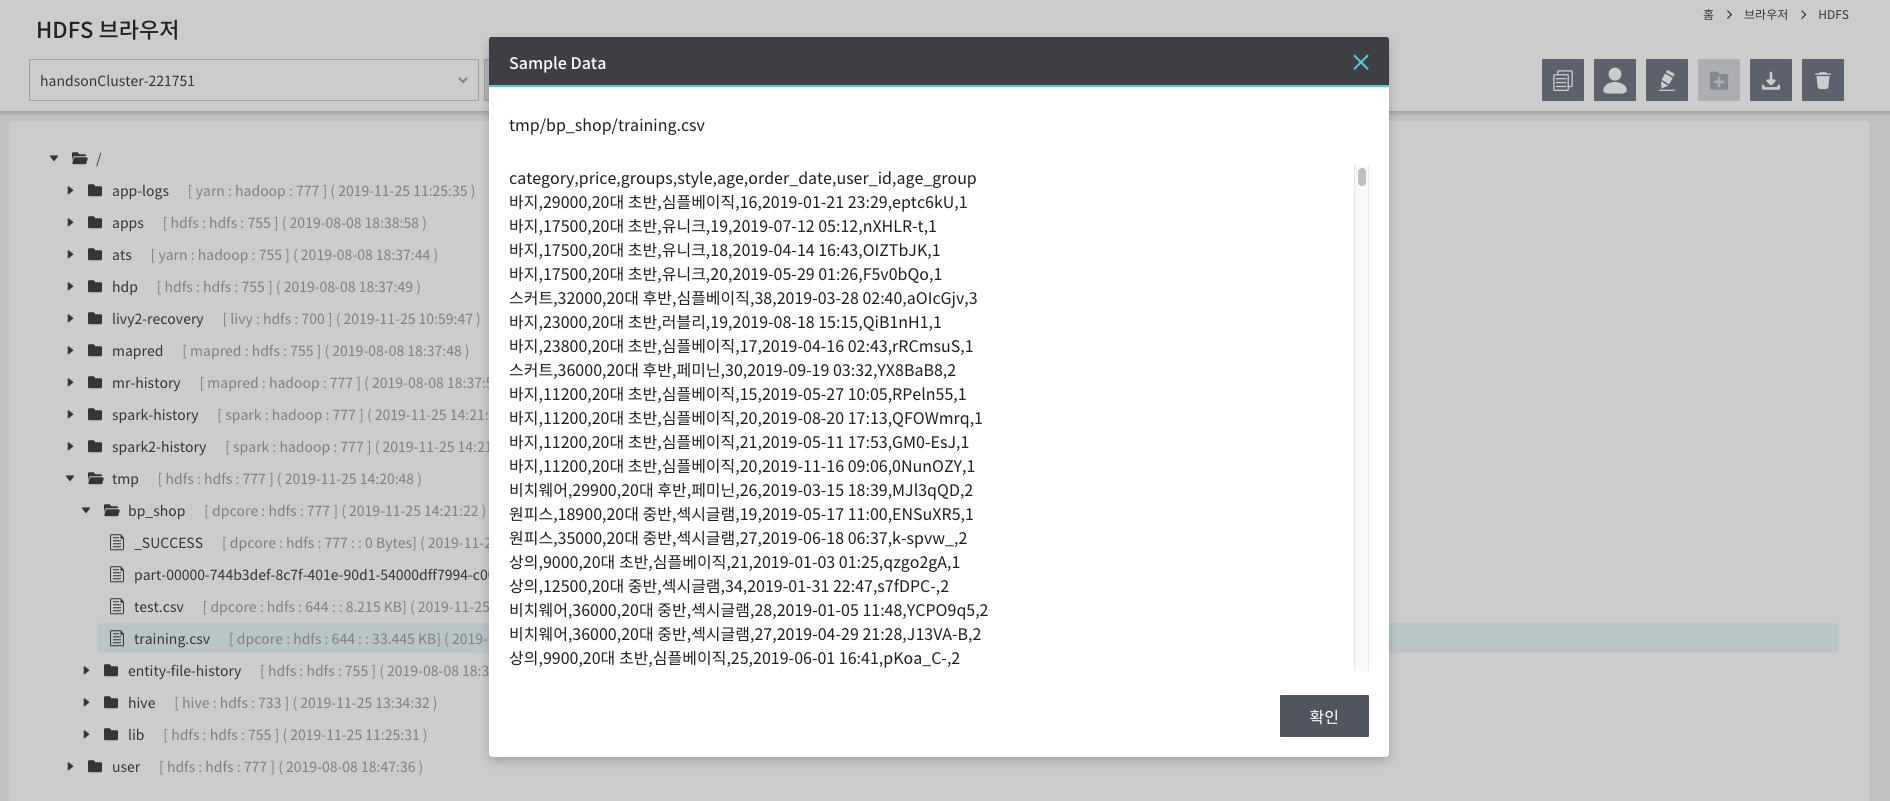 HDFS 브라우저
홈 > 브라우저 > HDFS
handsonCluster-221751
Sample Data
tmp/bp_shop/training.csv
category,price,groups,style,age,order_date,user_id,age_group
바지,29000,20대 초반,심플베이직,16,2019-01-21 23:29,eptc6kU,1
바지,17500,20대 초반,유니크,19,2019-07-12 05:12,nXHLR-t,1
바지,17500,20대 초반,유니크,18,2019-04-14 16:43,OIZTbJK,1
바지,17500,20대 초반,유니크,20,2019-05-29 01:26,F5v0bQo,1
스커트,32000,20대 후반,심플베이직,38,2019-03-28 02:40,aOIcGjv,3
바지,23000,20대 초반,러블리,19,2019-08-18 15:15,QiB1nH1,1
바지,23800,20대 초반,심플베이직,17,2019-04-16 02:43,rRCmsuS,1
스커트,36000,20대 후반,페미닌,30,2019-09-19 03:32,YX8BaB8,2
바지,11200,20대 초반,심플베이직,15,2019-05-27 10:05,RPeln55,1
바지,11200,20대 초반,심플베이직,20,2019-08-20 17:13,QFOWmrq,1
바지,11200,20대 초반,심플베이직,21,2019-05-11 17:53,GM0-EsJ,1
바지,11200,20대 초반,심플베이직,20,2019-11-16 09:06,0NunOZY,1
비치웨어,29900,20대 후반,페미닌,26,2019-03-15 18:39,MJl3qQD,2
원피스,18900,20대 중반,섹시글램,19,2019-05-17 11:00,ENSuXR5,1
원피스,35000,20대 중반,섹시글램,27,2019-06-18 06:37,k-spvw_,2
상의,9000,20대 초반,심플베이직,21,2019-01-03 01:25,qzgo2gA,1
상의,12500,20대 중반,섹시글램,34,2019-01-31 22:47,s7fDPC-,2
비치웨어,36000,20대 중반,섹시글램,28,2019-01-05 11:48,YCPO9q5,2
비치웨어,36000,20대 중반,섹시글램,27,2019-04-29 21:28,J13VA-B,2
상의,9900,20대 초반,심플베이직,25,2019-06-01 16:41,pKoa_C-,2
확인
/
app-logs [ yarn : hadoop : 777 ] ( 2019-11-25 11:25:35 )
apps [ hdfs : hdfs : 755 ] ( 2019-08-08 18:38:58 )
ats [ yarn : hadoop : 755 ] ( 2019-08-08 18:37:44 )
hdp [ hdfs : hdfs : 755 ] ( 2019-08-08 18:37:49 )
livy2-recovery [ livy : hdfs : 700 ] ( 2019-11-25 10:59:47 )
mapred [ mapred : hdfs : 755 ] ( 2019-08-08 18:37:48 )
mr-history [ mapred : hadoop : 777 ] ( 2019-08-08 18:37:5
spark-history [ spark : hadoop : 777 ] ( 2019-11-25 14:21:
spark2-history [ spark : hadoop : 777 ] ( 2019-11-25 14:21
tmp [ hdfs : hdfs : 777 ] ( 2019-11-25 14:20:48 )
bp_shop [ dpcore : hdfs : 777 ] ( 2019-11-25 14:21:22 )
_SUCCESS [ dpcore : hdfs : 777 : : 0 Bytes] ( 2019-11-2
part-00000-744b3def-8c7f-401e-90d1-54000dff7994-c0
test.csv [ dpcore : hdfs : 644 : : 8.215 KB] ( 2019-11-25
training.csv [ dpcore : hdfs : 644 : : 33.445 KB] ( 2019-
entity-file-history [ hdfs : hdfs : 755 ] ( 2019-08-08 18:3
hive [ hive : hdfs : 733 ] ( 2019-11-25 13:34:32 )
lib [ hdfs : hdfs : 755 ] ( 2019-11-25 11:25:31 )
user [ hdfs : hdfs : 777 ] ( 2019-08-08 18:47:36 )